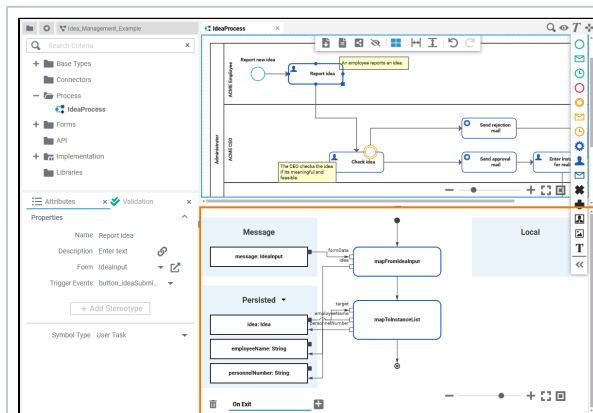 Idea_Management_Example
IdeaProcess
Search Criteria
Base Types
Connectors
Process
IdeaProcess
Forms
API
Implementation
Libraries
Attributes
Validation
Properties
Name Report idea
Description Enter text
Form IdeaInput
Trigger Events button_ideaSubmi...
+ Add Stereotype
Symbol Type User Task
Administrator
ACME Employee
ACME CEO
Report new idea
Report idea
An employee reports an idea.
Send rejection
mail
Check idea
The CEO checks the idea
if its meaningful and
feasible.
Send approval
mail
T
T
Message
message: IdeaInput
formData
idea
mapFromIdeaInput
Local
Persisted
idea: Idea
employeeName: String
personnelNumber: String
target
employeeName
personnelNumber
mapToInstanceList
On Exit